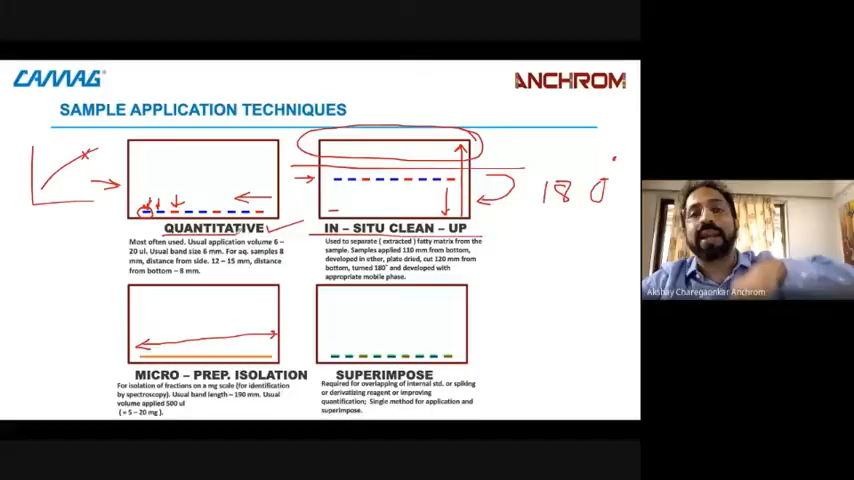 CAMAG
ANCHROM
SAMPLE APPLICATION TECHNIQUES
180°
QUANTITATIVE
Most often used. Usual application volume 6 –
20 ul. Usual band size 6 mm. For aq. samples 8
mm, distance from side. 12 – 15 mm, distance
from bottom – 8 mm.
IN – SITU CLEAN - UP
Used to separate ( extracted ) fatty matrix from the
sample. Samples applied 110 mm from bottom,
developed in ether, plate dried, cut 120 mm from
bottom, turned 180° and developed with
appropriate mobile phase.
MICRO – PREP. ISOLATION
For isolation of fractions on a mg scale (for identification
by spectroscopy). Usual band length – 190 mm. Usual
volume applied 500 ul
( = 5 – 20 mg ).
SUPERIMPOSE
Required for overlapping of internal std. or spiking
or derivatizing reagent or improving
quantification; Single method for application and
superimpose.
Akshay Charegaonkar Anchrom